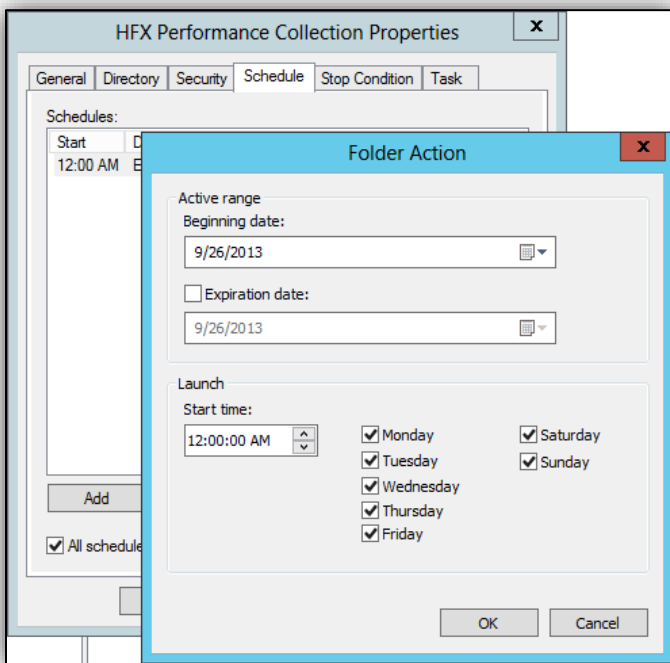 HFX Performance Collection Properties
x
General Directory Security Schedule Stop Condition Task
Schedules:
Start
12:00 AM
Add
All schedule
Folder Action
x
Active range
Beginning date:
9/26/2013
Expiration date:
9/26/2013
Launch
Start time:
12:00:00 AM
Monday
Tuesday
Wednesday
Thursday
Friday
Saturday
Sunday
OK
Cancel